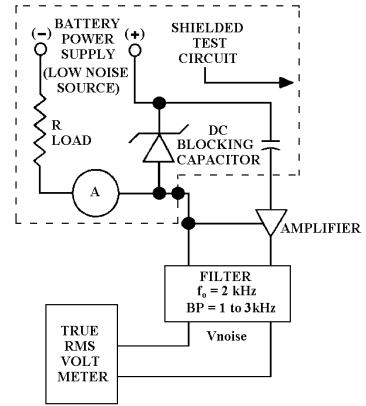 (-) BATTERY (+)
POWER
SUPPLY
(LOW NOISE
SOURCE)
SHIELDED
TEST
CIRCUIT
R
LOAD
DC
BLOCKING
CAPACITOR
A
AMPLIFIER
FILTER
fo = 2 kHz
BP = 1 to 3kHz
Vnoise
TRUE
RMS
VOLT
METER